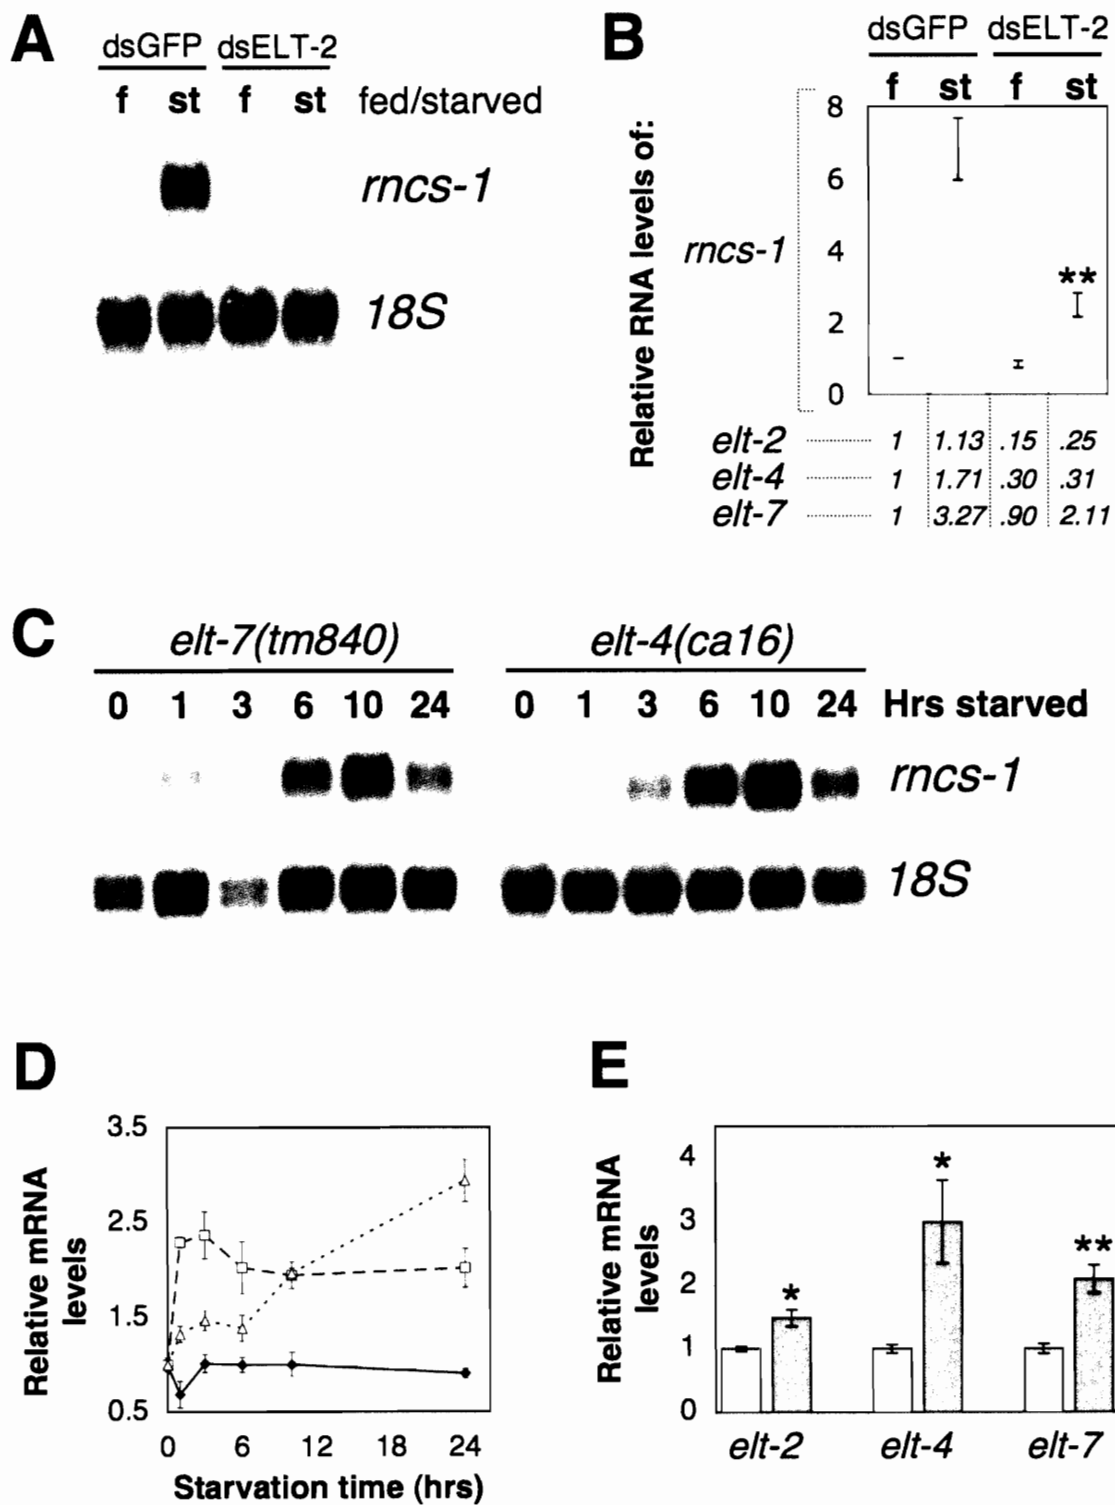 A
dsGFP dsELT-2
f st f st fed/starved
rncs-1
18S
B
dsGFP dsELT-2
f st f st
Relative RNA levels of:
rncs-1
8
6
4
2
0
**
elt-2 1 1.13 .15 .25
elt-4 1 1.71 .30 .31
elt-7 1 3.27 .90 2.11
C
elt-7(tm840) elt-4(ca16)
0 1 3 6 10 24 0 1 3 6 10 24 Hrs starved
rncs-1
18S
D
Relative mRNA
levels
3.5
2.5
1.5
0.5
0 6 12 18 24
Starvation time (hrs)
E
Relative mRNA
levels
4
3
2
1
0
* * **
elt-2 elt-4 elt-7